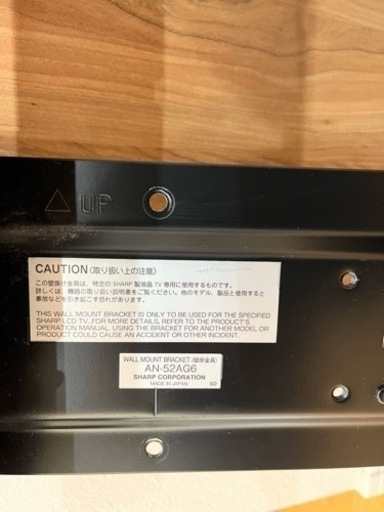 △ UP
CAUTION(取り扱い上の注意)
この壁掛け金具は、特定の SHARP 製液晶 TV 専用に使用するものです。
詳しくは、機器の取り扱い説明書をご覧ください。他のモデル、製品と使用すると
事故などを引き起こす恐れがあります。
THIS WALL MOUNT BRACKET IS ONLY TO BE USED FOR THE SPECIFIED
SHARP LCD TV. FOR MORE DETAILS, REFER TO THE PRODUCT'S
OPERATION MANUAL. USING THE BRACKET FOR ANOTHER MODEL OR
PRODUCT COULD CAUSE AN ACCIDENT OR OTHER INCIDENT.
WALL MOUNT BRACKET (壁掛金具)
AN-52AG6
SHARP CORPORATION
MADE IN JAPAN